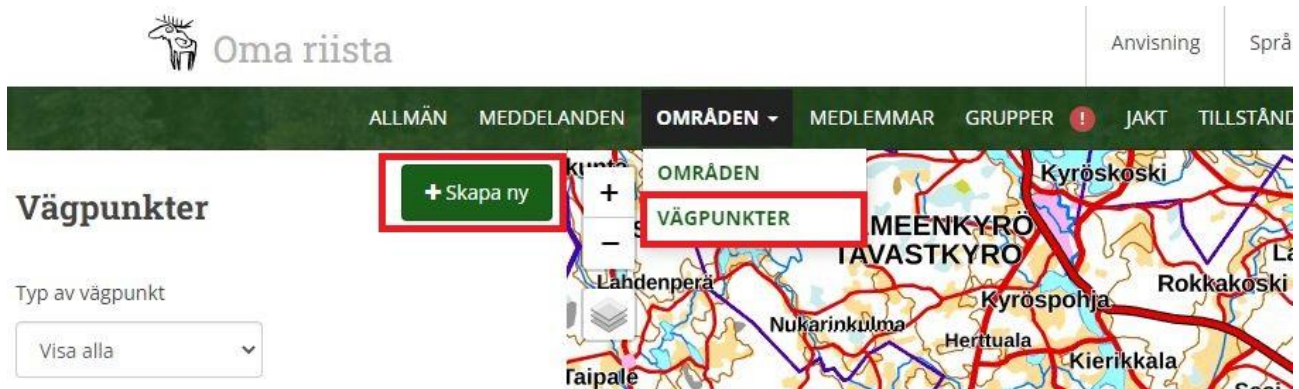 Oma riista
Anvisning
Språ
ALLMÄN MEDDELANDEN OMRÅDEN MEDLEMMAR GRUPPER ! JAKT TILLSTÅND
Vägpunkter
+ Skapa ny
OMRÅDEN
VÄGPUNKTER
Typ av vägpunkt
Visa alla
+
−
kunta
Kyröskoski
MEENKYRÖ
TAVASTKYRO
Lahdenperä
Kyröspohja
Rokkakoski
Nukarinkulma
Herttuala
Kierikkala
Taipale